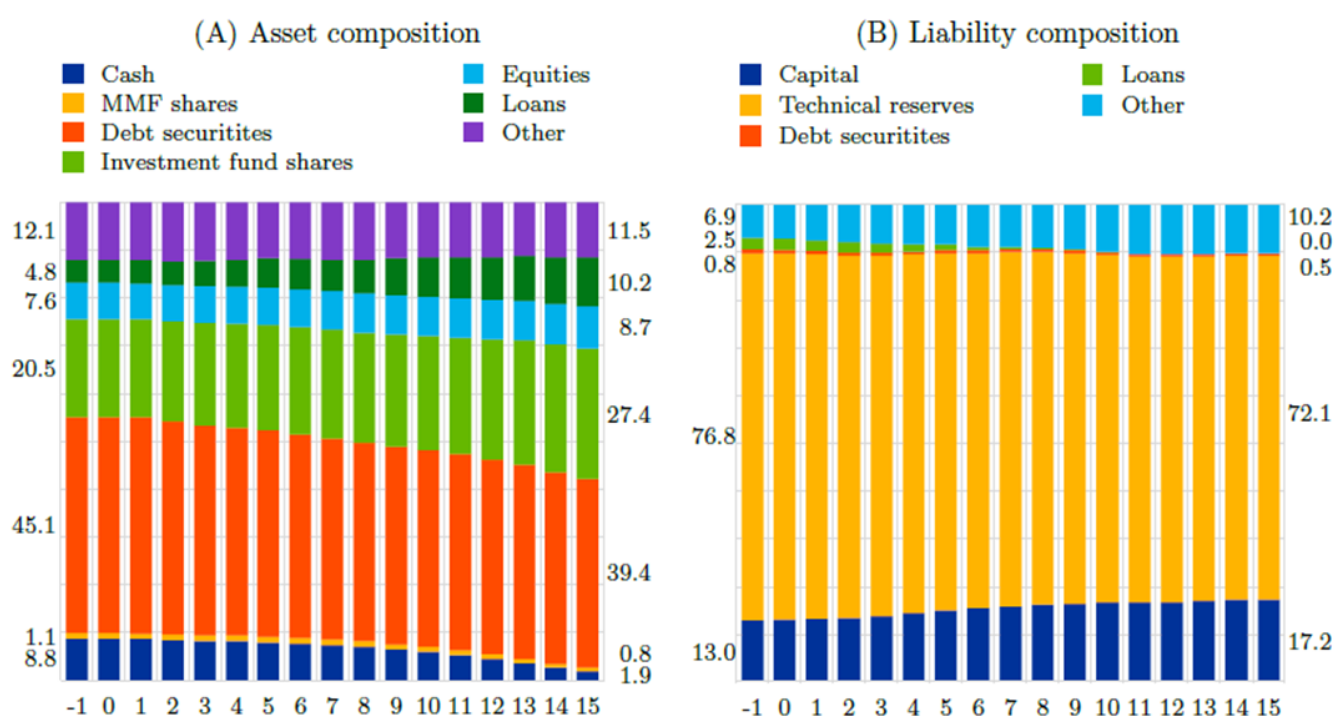 (A) Asset composition
Cash
MMF shares
Debt securitites
Investment fund shares
Equities
Loans
Other
12.1
4.8
7.6
20.5
45.1
1.1
8.8
11.5
10.2
8.7
27.4
39.4
0.8
1.9
-1 0 1 2 3 4 5 6 7 8 9 10 11 12 13 14 15
(B) Liability composition
Capital
Technical reserves
Debt securitites
Loans
Other
6.9
2.5
0.8
76.8
13.0
10.2
0.0
0.5
72.1
17.2
-1 0 1 2 3 4 5 6 7 8 9 10 11 12 13 14 15